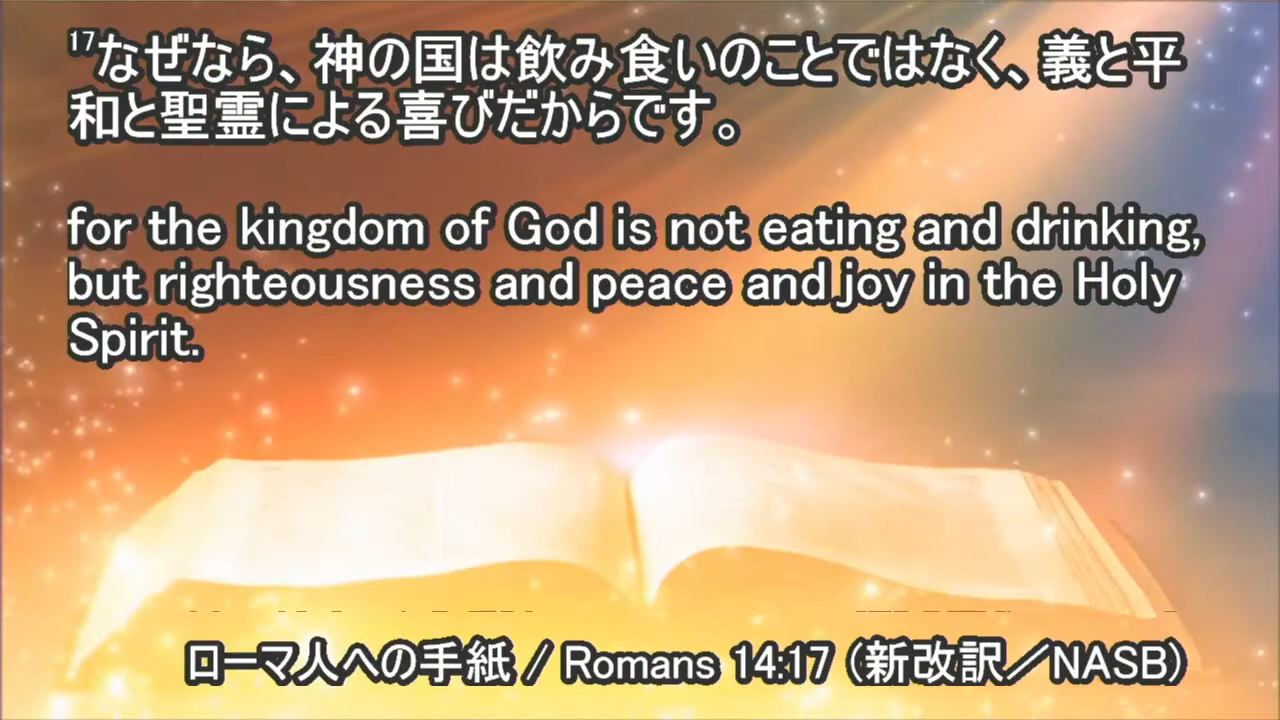 17なぜなら、神の国は飲み食いのことではなく、義と平
和と聖霊による喜びだからです。
for the kingdom of God is not eating and drinking,
but righteousness and peace and joy in the Holy
Spirit.
ローマ人への手紙 / Romans 14:17 (新改訳／NASB)